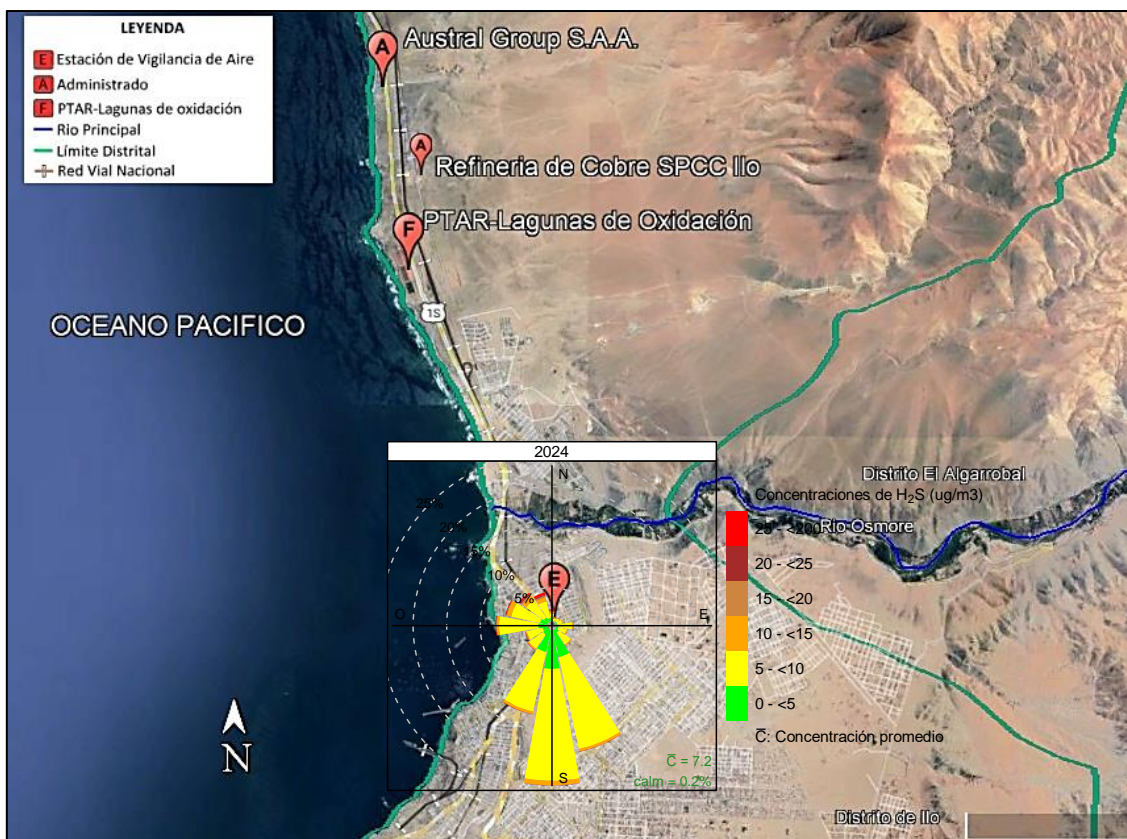 LEYENDA
E Estación de Vigilancia de Aire
A Administrado
F PTAR-Lagunas de oxidación
Rio Principal
Límite Distrital
Red Vial Nacional
A Austral Group S.A.A.
A
Refineria de Cobre SPCC Ilo
PTAR-Lagunas de Oxidación
F
1S
OCEANO PACIFICO
2024
N
25%
20%
15%
10%
5%
E
O
E
S
C̅ = 7.2
calm = 0.2%
Distrito El Algarrobal
Concentraciones de H₂S (ug/m3)
25 - <200
Rio Osmore
20 - <25
15 - <20
10 - <15
5 - <10
0 - <5
C̅: Concentración promedio
N
Distrito de Ilo